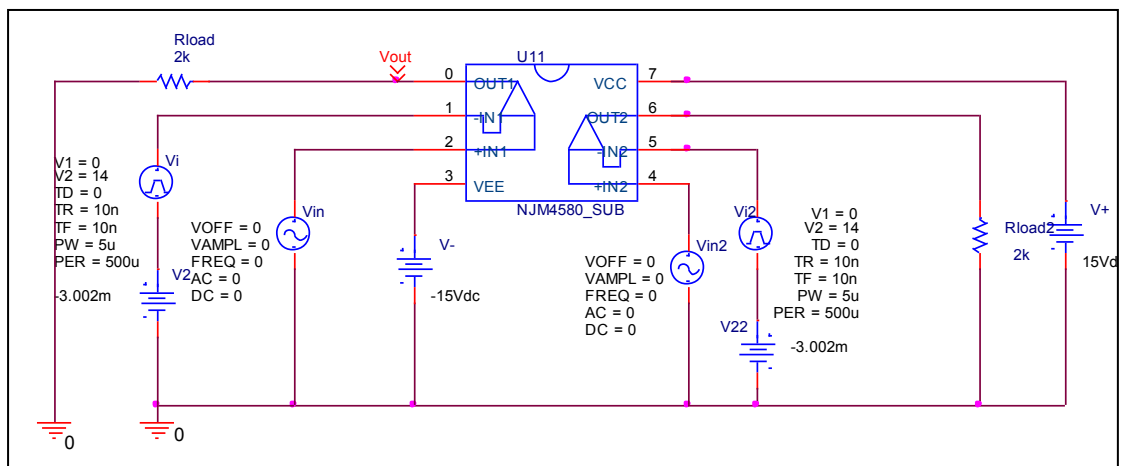 Rload
2k
Vout
U11
0
OUT1
VCC
7
1
-IN1
OUT2
6
2
+IN1
-IN2
5
3
VEE
+IN2
4
NJM4580_SUB
Vi
V1 = 0
V2 = 14
TD = 0
TR = 10n
TF = 10n
PW = 5u
PER = 500u
V2
-3.002m
Vin
VOFF = 0
VAMPL = 0
FREQ = 0
AC = 0
DC = 0
V-
-15Vdc
Vin2
VOFF = 0
VAMPL = 0
FREQ = 0
AC = 0
DC = 0
Vi2
V1 = 0
V2 = 14
TD = 0
TR = 10n
TF = 10n
PW = 5u
PER = 500u
V22
-3.002m
Rload2
2k
V+
15Vd
0
0